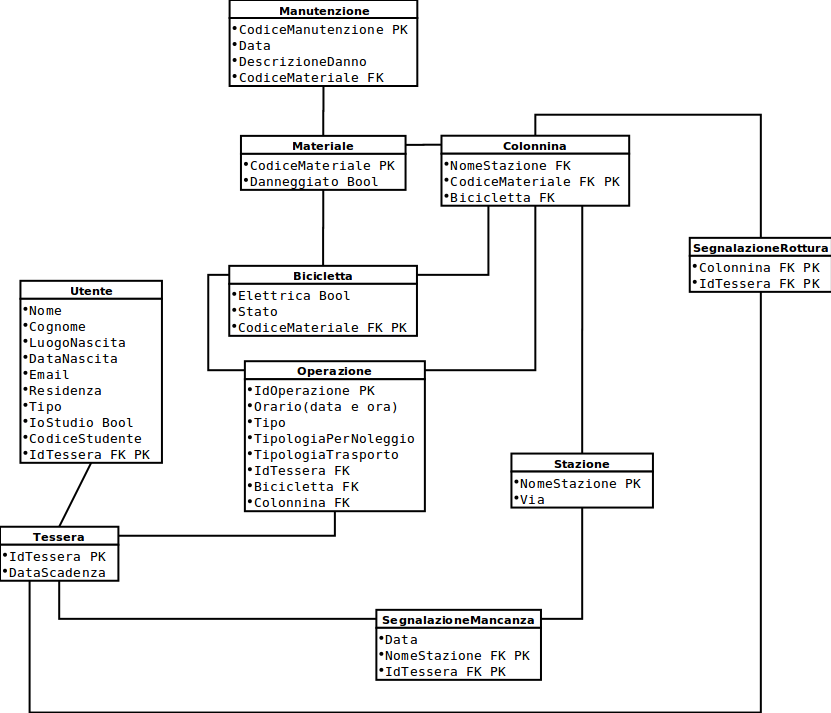 Manutenzione
•CodiceManutenzione PK
•Data
•DescrizioneDanno
•CodiceMateriale FK
Materiale
•CodiceMateriale PK
•Danneggiato Bool
Colonnina
•NomeStazione FK
•CodiceMateriale FK PK
•Bicicletta FK
SegnalazioneRottura
•Colonnina FK PK
•IdTessera FK PK
Bicicletta
•Elettrica Bool
•Stato
•CodiceMateriale FK PK
Utente
•Nome
•Cognome
•LuogoNascita
•DataNascita
•Email
•Residenza
•Tipo
•IoStudio Bool
•CodiceStudente
•IdTessera FK PK
Operazione
•IdOperazione PK
•Orario(data e ora)
•Tipo
•TipologiaPerNoleggio
•TipologiaTrasporto
•IdTessera FK
•Bicicletta FK
•Colonnina FK
Stazione
•NomeStazione PK
•Via
Tessera
•IdTessera PK
•DataScadenza
SegnalazioneMancanza
•Data
•NomeStazione FK PK
•IdTessera FK PK